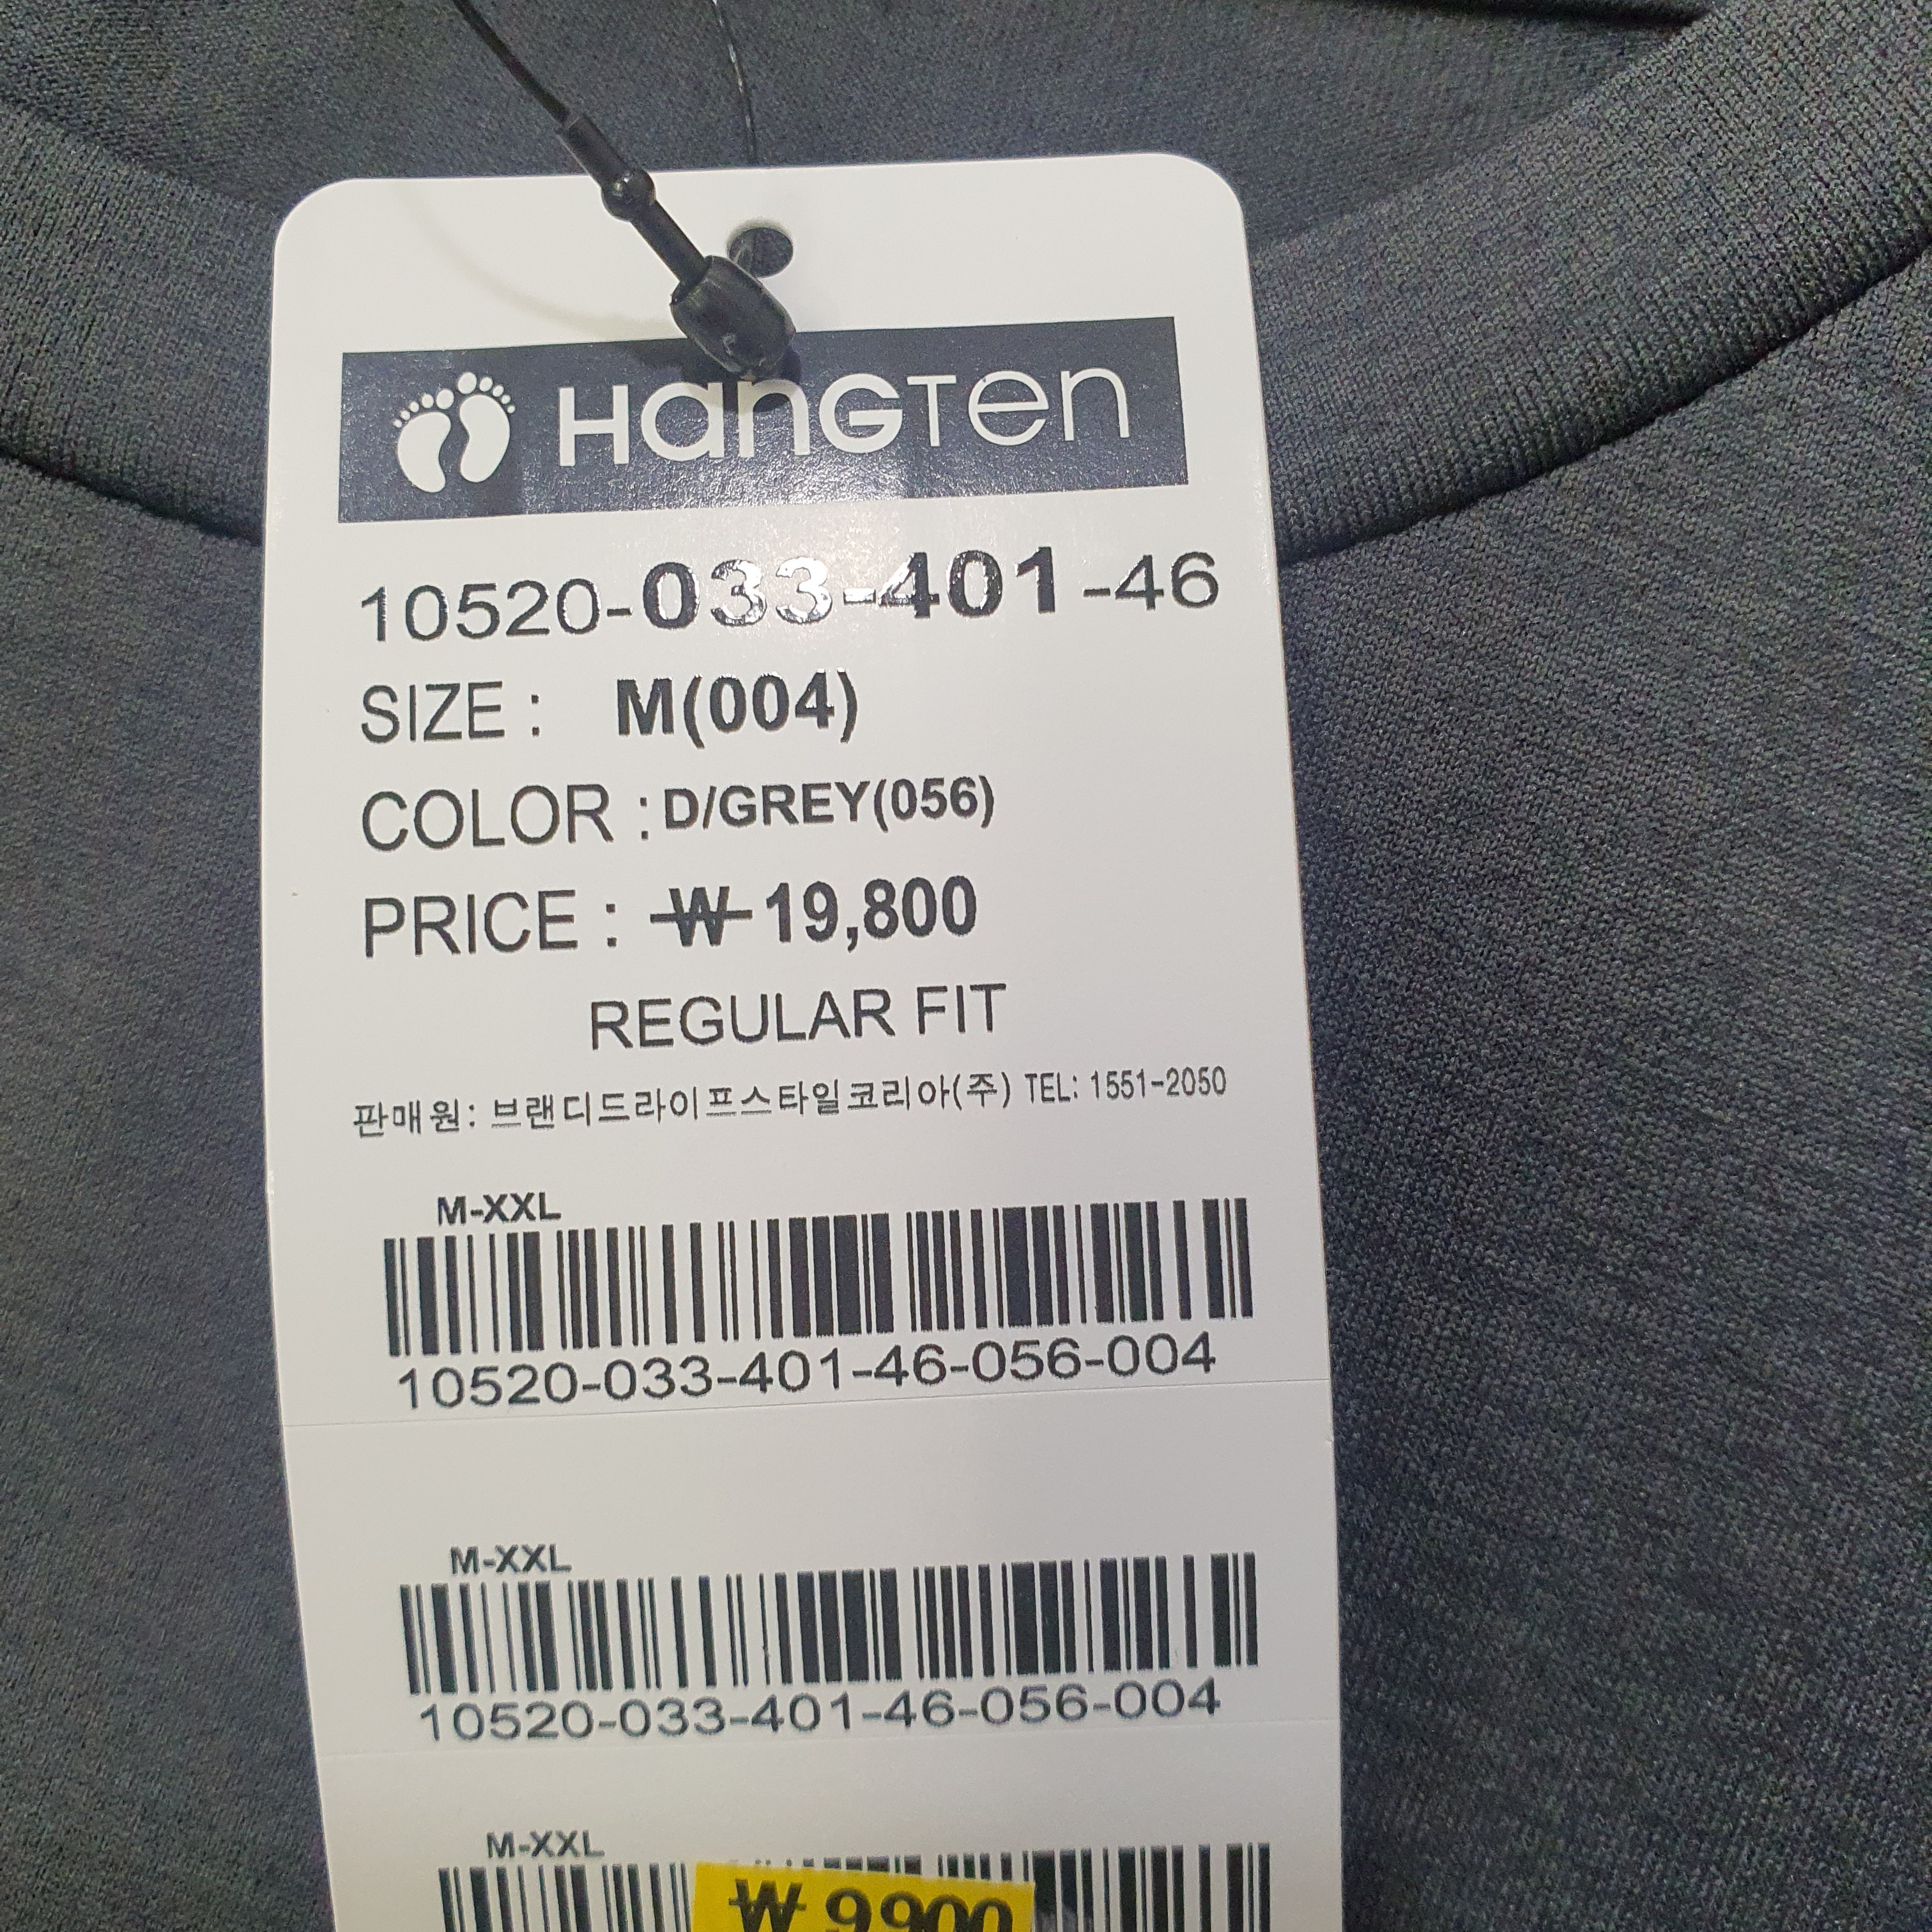 HANGTEN
10520-033-401-46
SIZE : M(004)
COLOR : D/GREY(056)
PRICE : ₩ 19,800
REGULAR FIT
판매원: 브랜디드라이프스타일코리아(주) TEL: 1551-2050
M-XXL
10520-033-401-46-056-004
M-XXL
10520-033-401-46-056-004
M-XXL
₩ 9,900